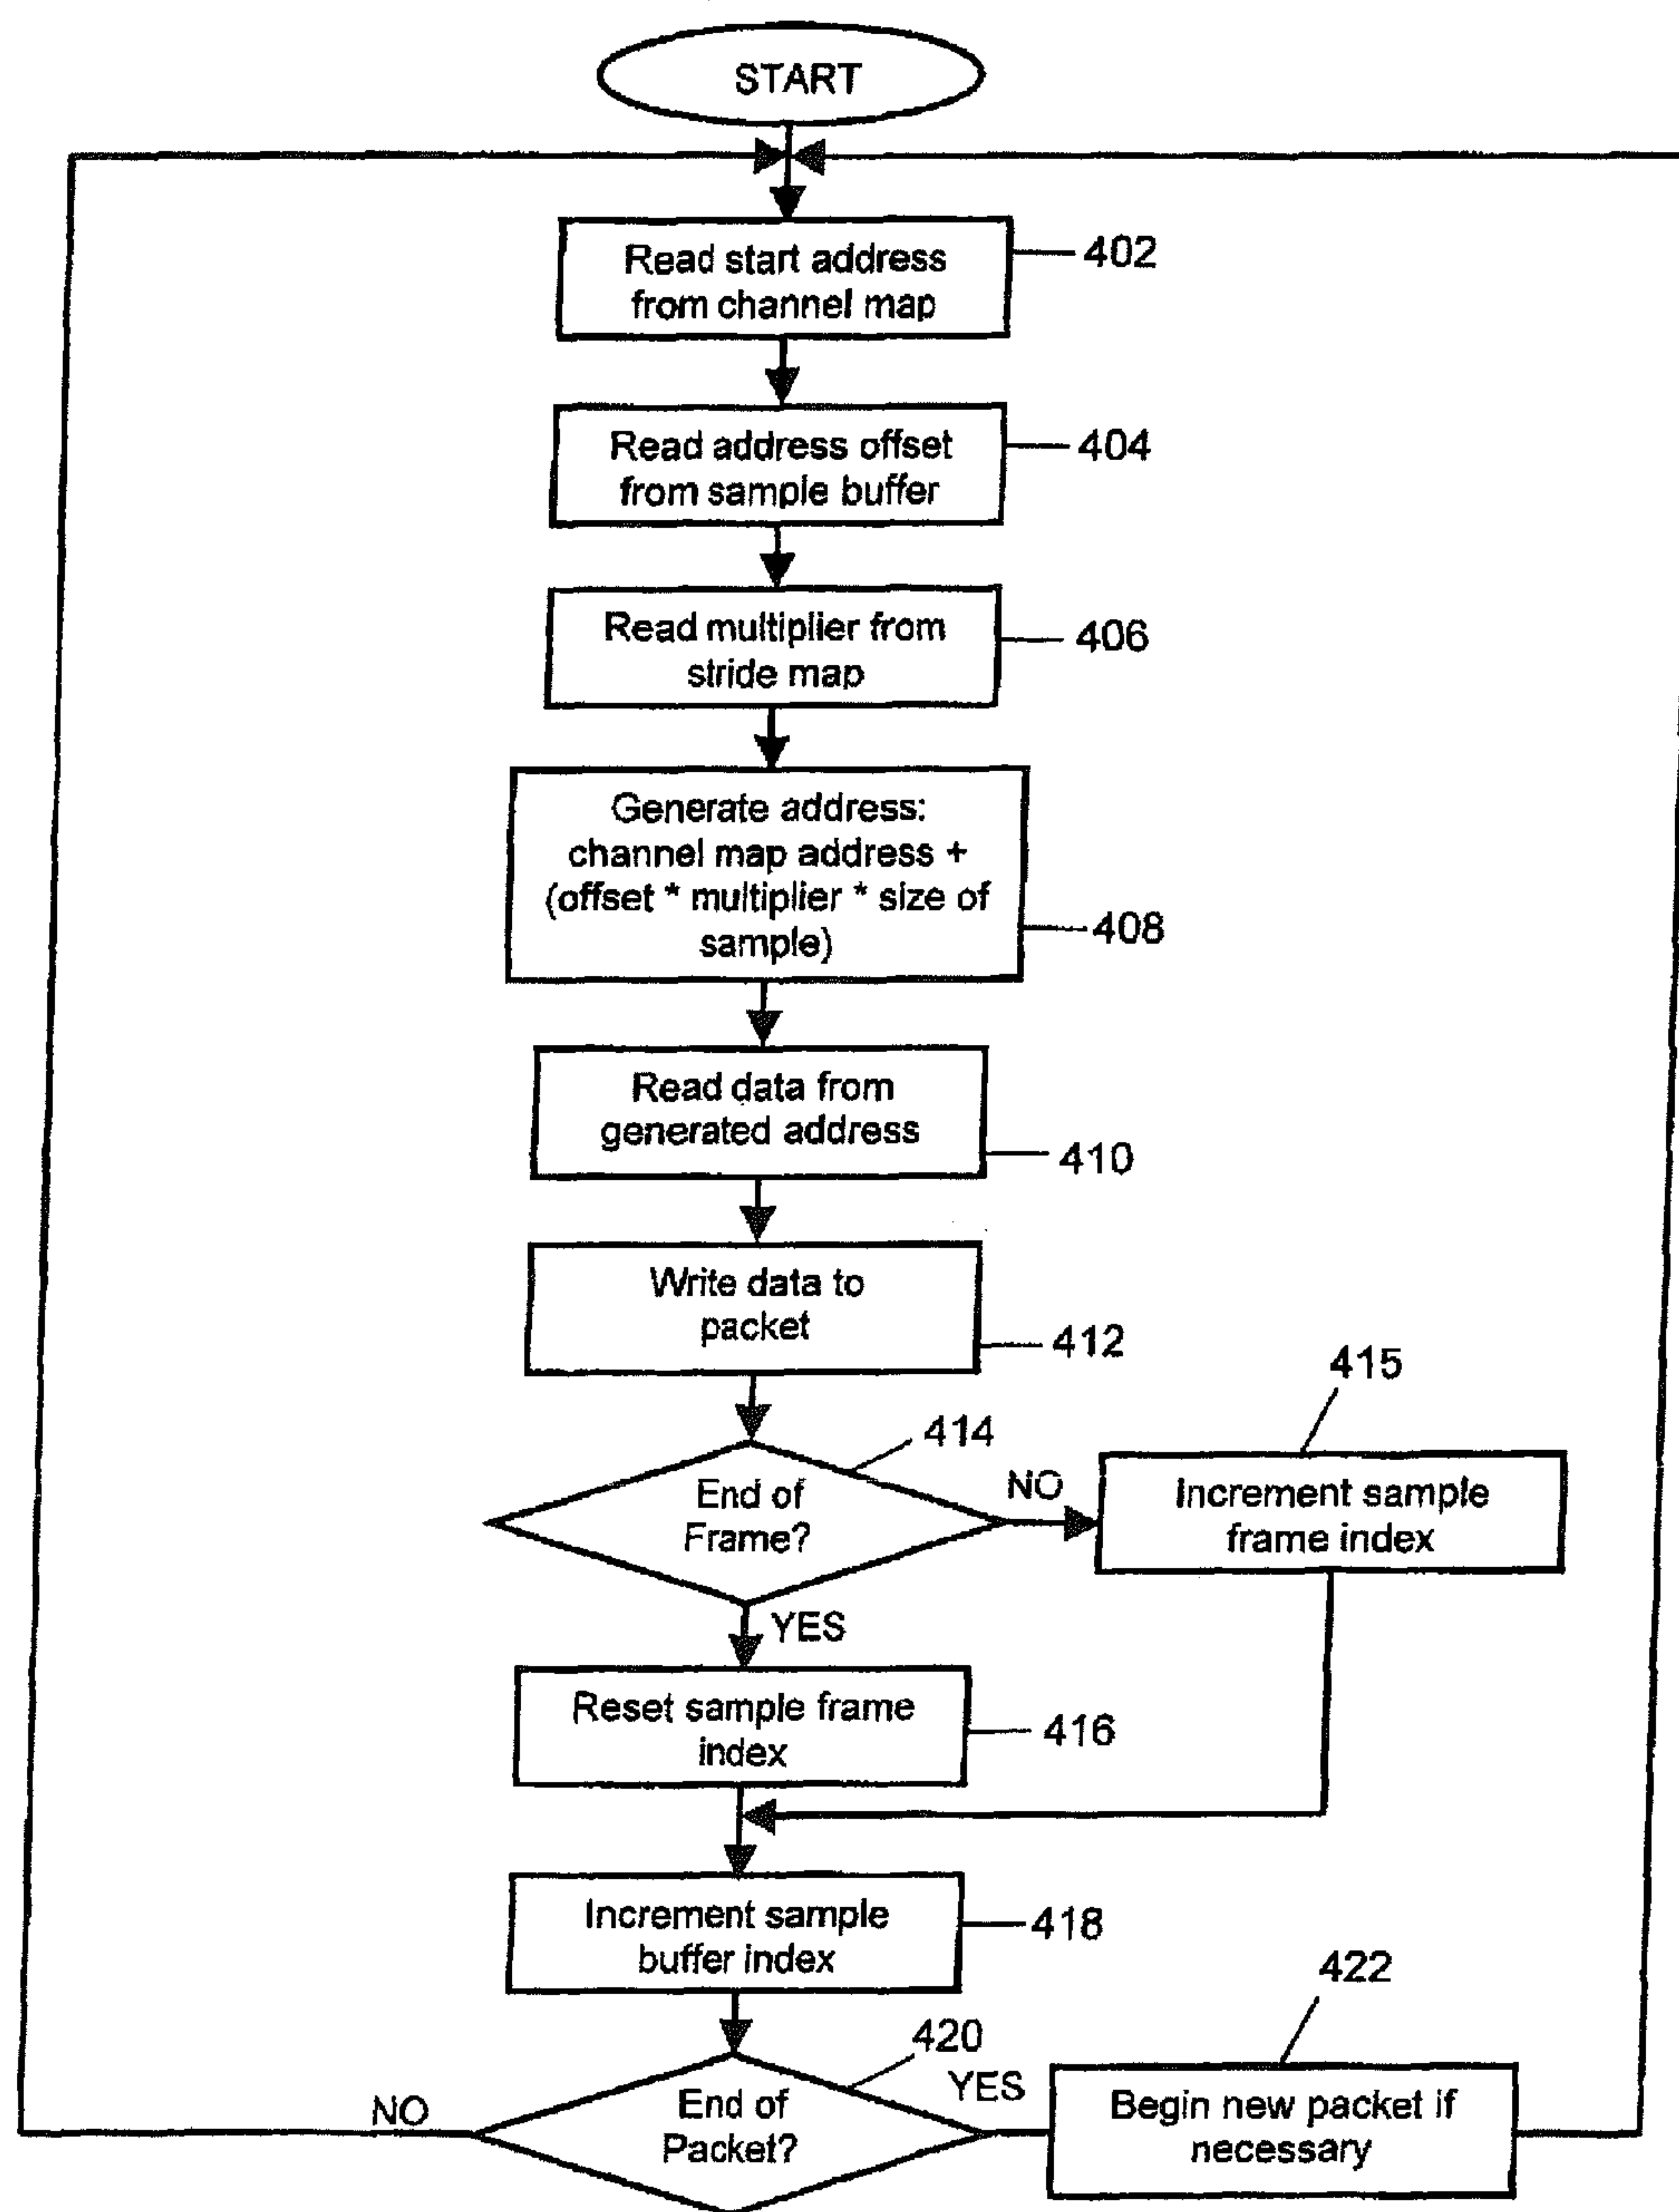 START
Read start address
from channel map
402
Read address offset
from sample buffer
404
Read multiplier from
stride map
406
Generate address:
channel map address +
(offset * multiplier * size of
sample)
408
Read data from
generated address
410
Write data to
packet
412
414
End of
Frame?
NO
415
Increment sample
frame index
YES
Reset sample frame
index
416
Increment sample
buffer index
418
420
End of
Packet?
NO
YES
422
Begin new packet if
necessary